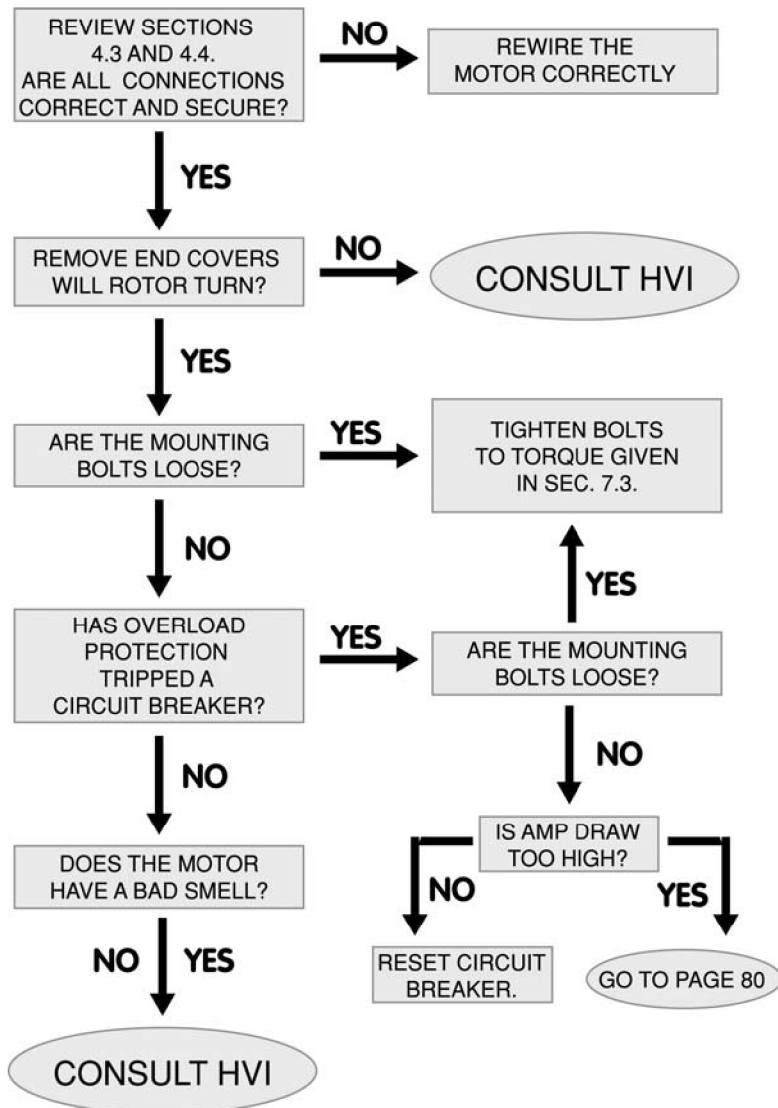 REVIEW SECTIONS
4.3 AND 4.4.
ARE ALL CONNECTIONS
CORRECT AND SECURE?
NO
REWIRE THE
MOTOR CORRECTLY
YES
REMOVE END COVERS
WILL ROTOR TURN?
NO
CONSULT HVI
YES
ARE THE MOUNTING
BOLTS LOOSE?
YES
TIGHTEN BOLTS
TO TORQUE GIVEN
IN SEC. 7.3.
NO
YES
HAS OVERLOAD
PROTECTION
TRIPPED A
CIRCUIT BREAKER?
YES
ARE THE MOUNTING
BOLTS LOOSE?
NO
NO
IS AMP DRAW
TOO HIGH?
DOES THE MOTOR
HAVE A BAD SMELL?
NO
YES
NO
YES
RESET CIRCUIT
BREAKER.
GO TO PAGE 80
CONSULT HVI